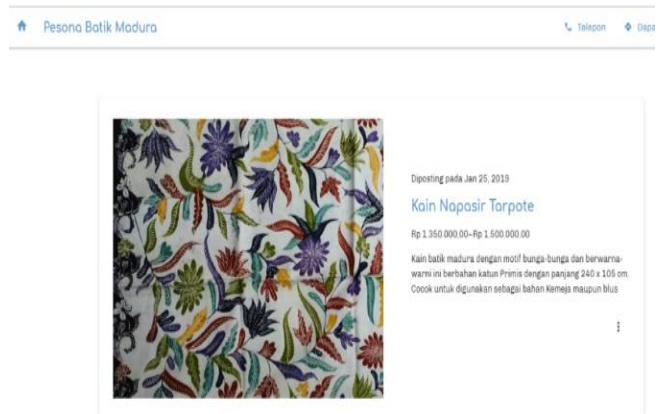 Pesona Batik Madura
Telepon
Diposting pada Jan 25, 2019
Kain Napasir Tarpote
Rp 1.350.000,00–Rp 1.500.000,00
Kain batik madura dengan motif bunga-bunga dan berwarna-
warni ini berbahan katun Primis dengan panjang 240 x 105 cm.
Cocok untuk digunakan sebagai bahan Kemeja maupun blus